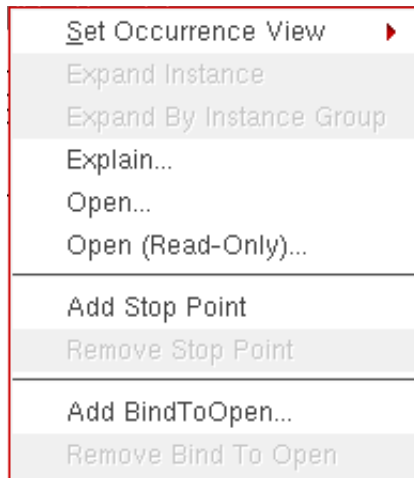 Set Occurrence View
Expand Instance
Expand By Instance Group
Explain...
Open...
Open (Read-Only)...
Add Stop Point
Remove Stop Point
Add BindToOpen...
Remove Bind To Open